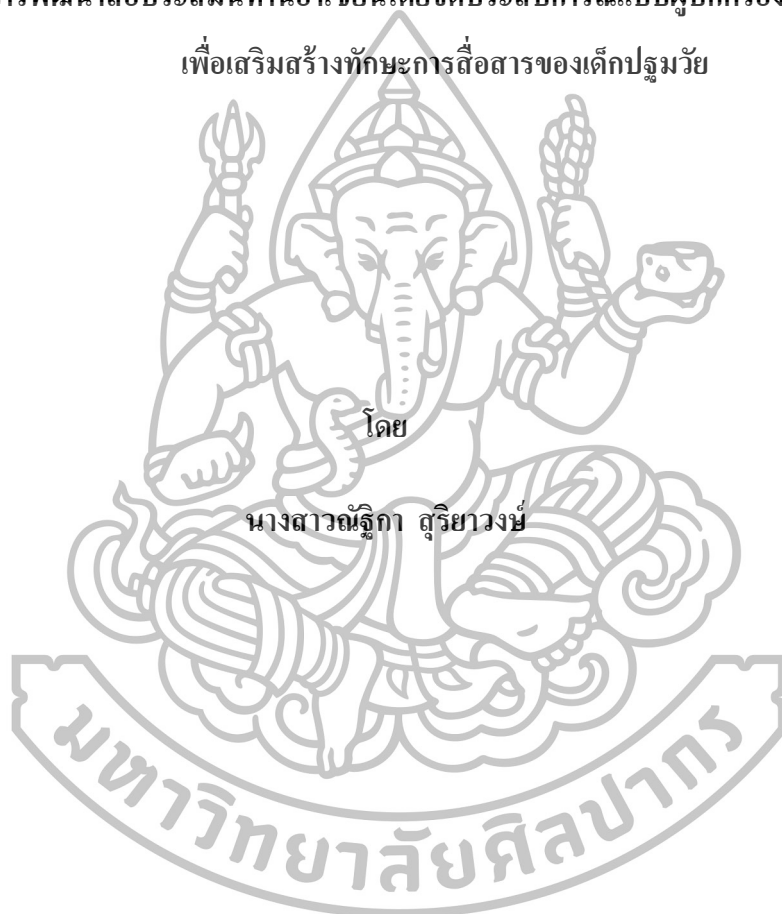 เพื่อเสริมสร้างทักษะการสื่อสารของเด็กปฐมวัย
โดย
นางสาวณัฐิกา สุริยาวงษ์
มหาวิทยาลัยศิลปากร